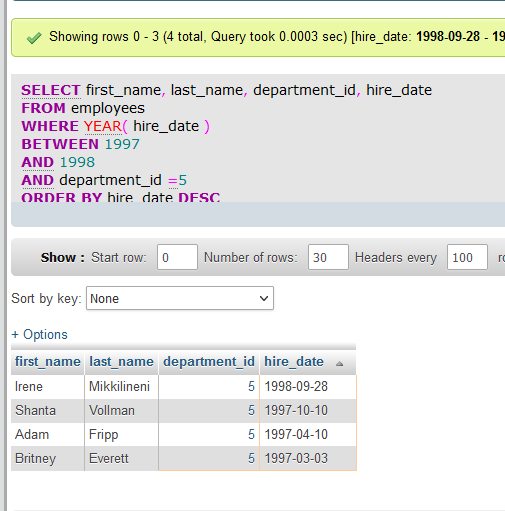 Showing rows 0 - 3 (4 total, Query took 0.0003 sec) [hire_date: 1998-09-28 - 19
SELECT first_name, last_name, department_id, hire_date
FROM employees
WHERE YEAR( hire_date )
BETWEEN 1997
AND 1998
AND department_id =5
ORDER BY hire_date DESC
Show : Start row: 0 Number of rows: 30 Headers every 100 ro
Sort by key: None
+ Options
first_name last_name department_id hire_date
Irene Mikkilineni 5 1998-09-28
Shanta Vollman 5 1997-10-10
Adam Fripp 5 1997-04-10
Britney Everett 5 1997-03-03